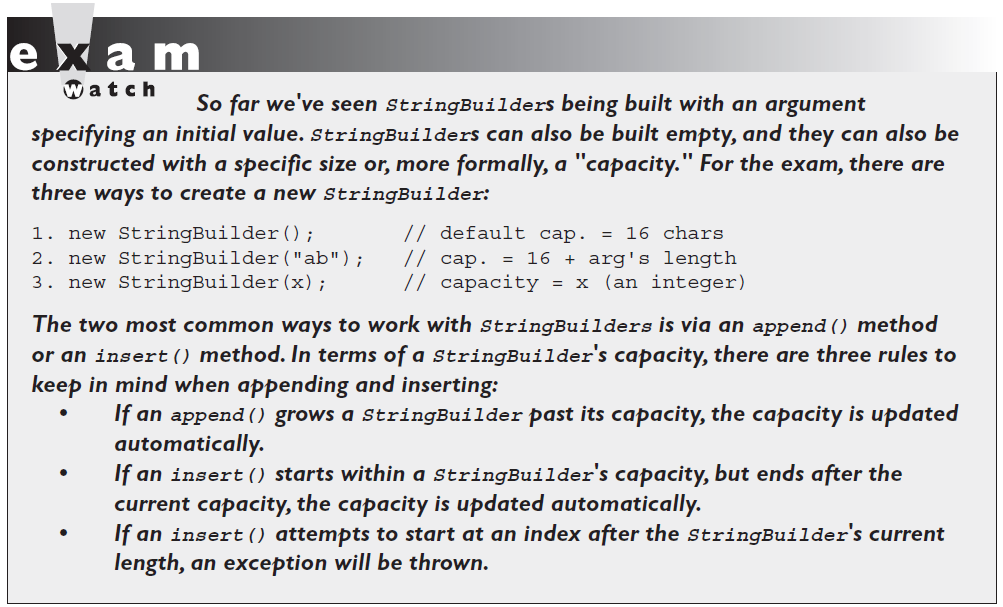 exam
watch
So far we've seen StringBuilders being built with an argument
specifying an initial value. StringBuilders can also be built empty, and they can also be
constructed with a specific size or, more formally, a "capacity." For the exam, there are
three ways to create a new StringBuilder:
1. new StringBuilder(); // default cap. = 16 chars
2. new StringBuilder("ab"); // cap. = 16 + arg's length
3. new StringBuilder(x); // capacity = x (an integer)
The two most common ways to work with StringBuilders is via an append() method
or an insert() method. In terms of a StringBuilder's capacity, there are three rules to
keep in mind when appending and inserting:
• If an append() grows a StringBuilder past its capacity, the capacity is updated
automatically.
• If an insert() starts within a StringBuilder's capacity, but ends after the
current capacity, the capacity is updated automatically.
• If an insert() attempts to start at an index after the StringBuilder's current
length, an exception will be thrown.